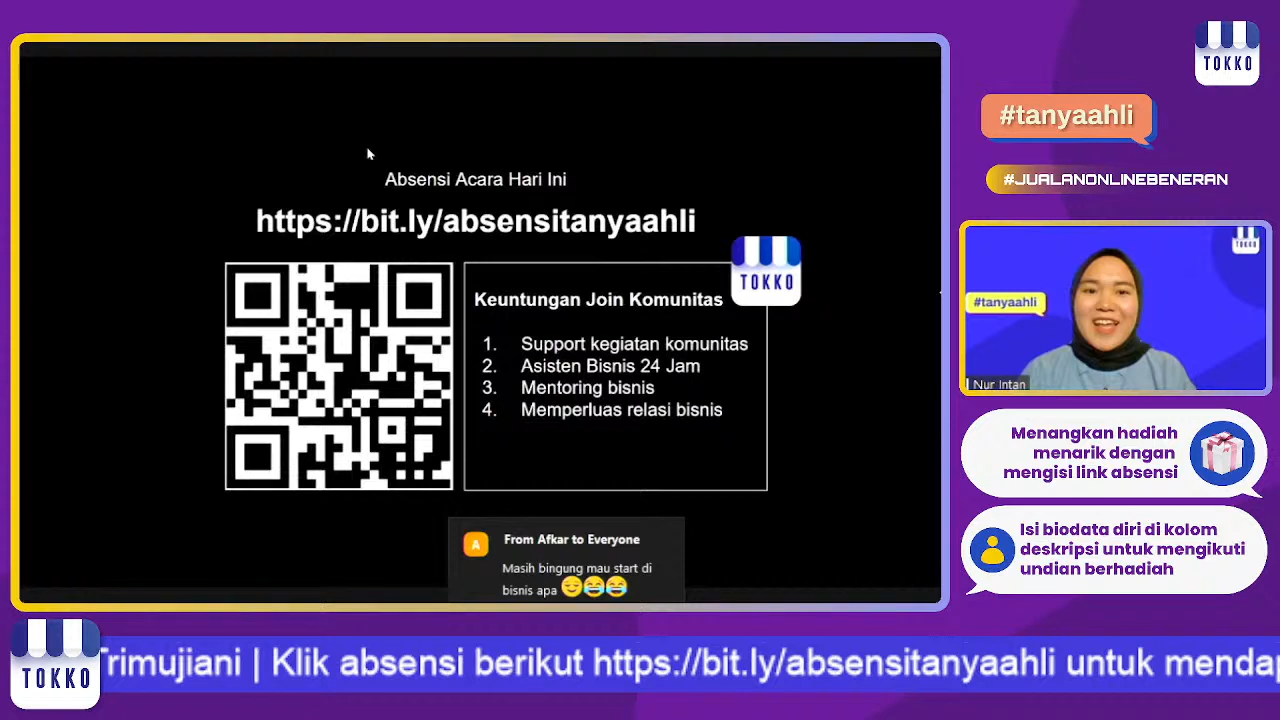 TOKKO
#tanyaahli
#JUALANONLINEBENERAN
Absensi Acara Hari Ini
https://bit.ly/absensitanyaahli
TOKKO
Keuntungan Join Komunitas
1. Support kegiatan komunitas
2. Asisten Bisnis 24 Jam
3. Mentoring bisnis
4. Memperluas relasi bisnis
A
From Afkar to Everyone
Masih bingung mau start di
bisnis apa 😌😂😂
TOKKO
#tanyaahli
Nur Intan
Menangkan hadiah
menarik dengan
mengisi link absensi
Isi biodata diri di kolom
deskripsi untuk mengikuti
undian berhadiah
TOKKO
Trimujiani | Klik absensi berikut https://bit.ly/absensitanyaahli untuk